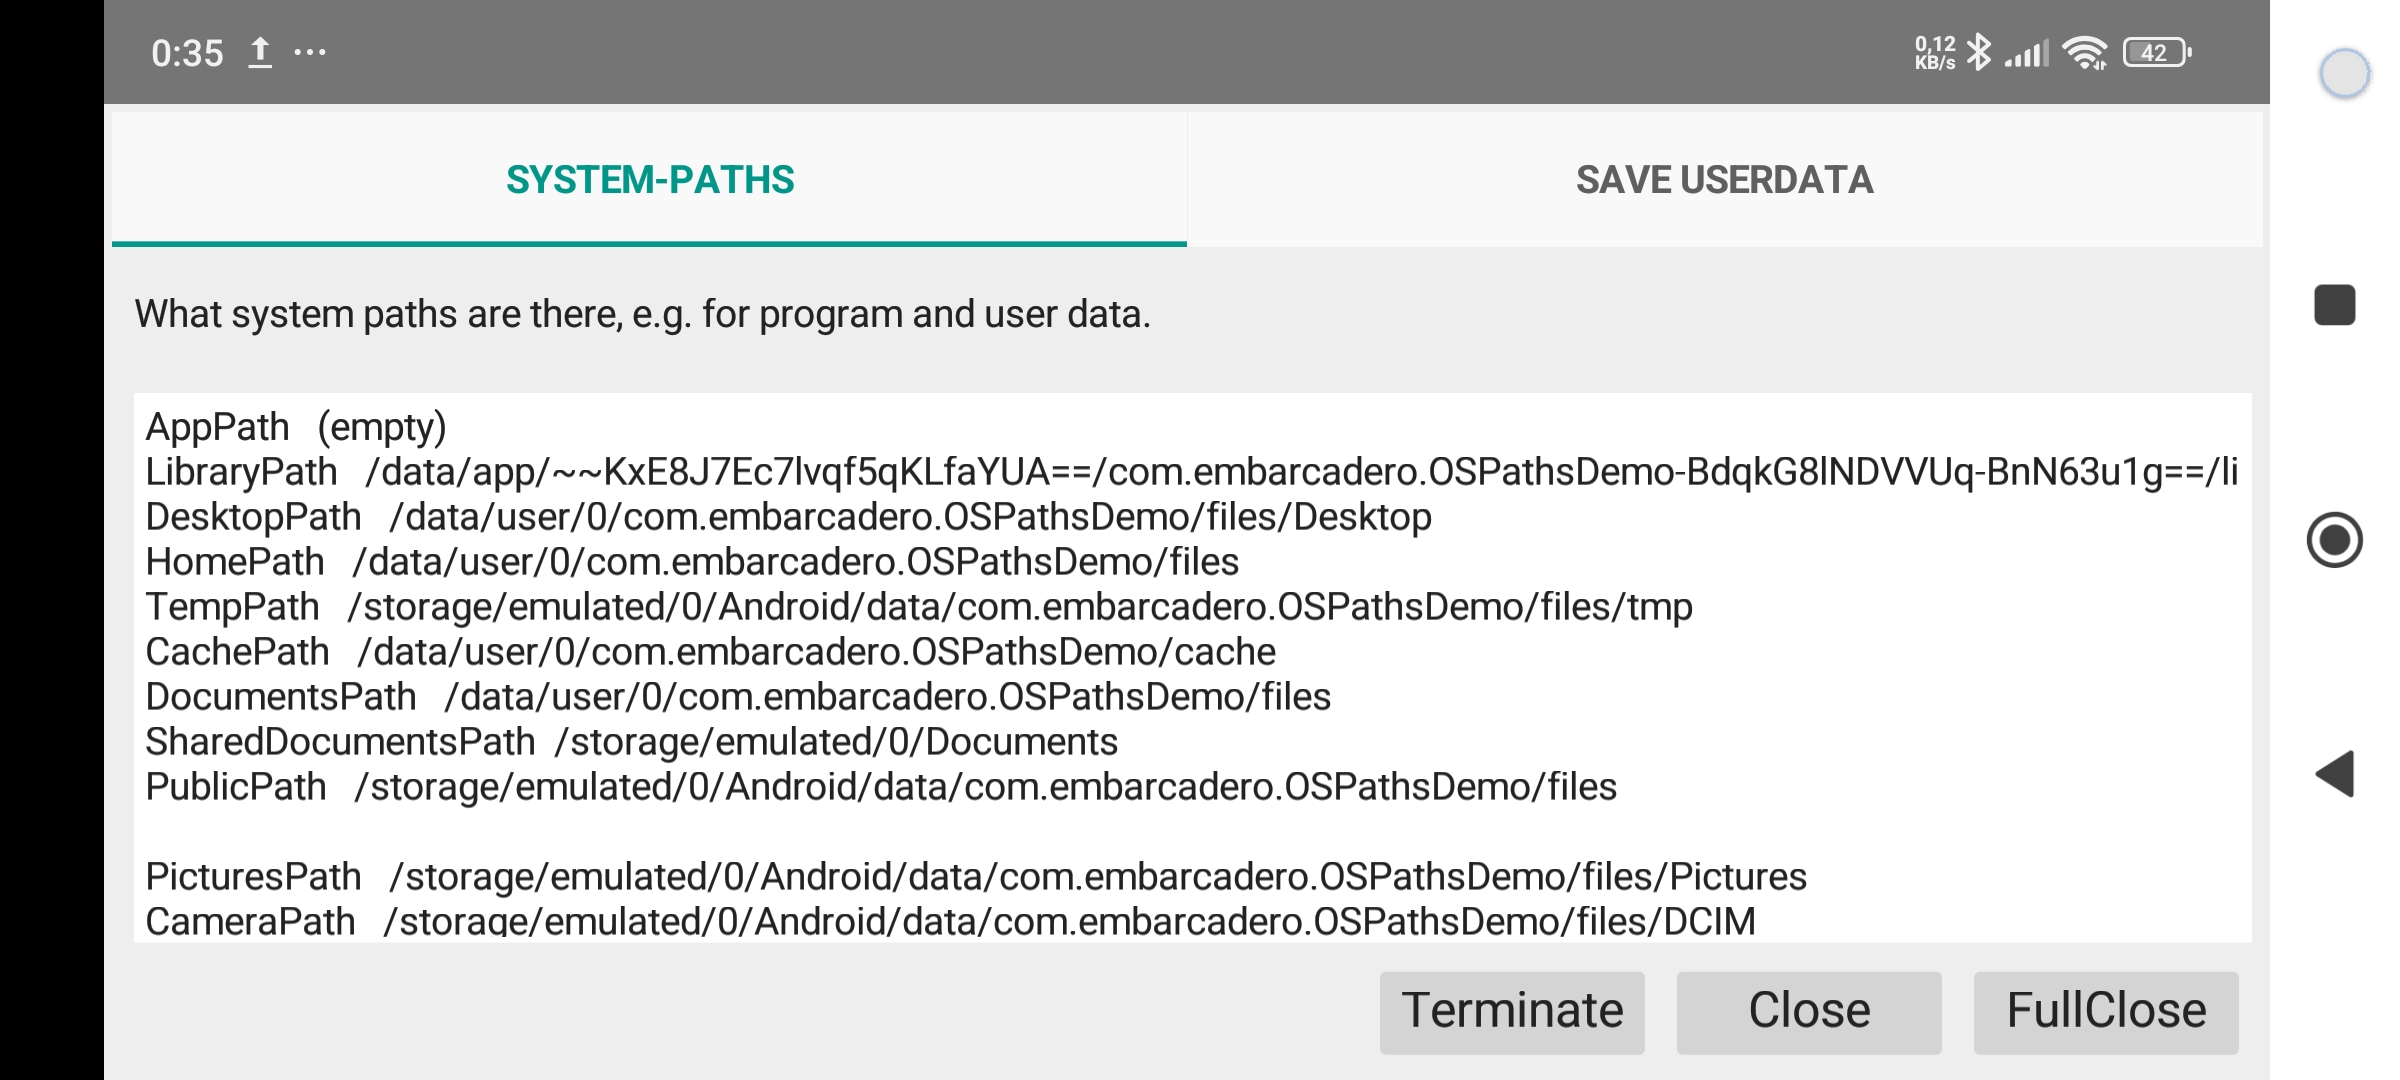 0:35 ...
0,12
KB/s
42
SYSTEM-PATHS
SAVE USERDATA
What system paths are there, e.g. for program and user data.
AppPath (empty)
LibraryPath /data/app/~~KxE8J7Ec7lvqf5qKLfaYUA==/com.embarcadero.OSPathsDemo-BdqkG8lNDVVUq-BnN63u1g==/li
DesktopPath /data/user/0/com.embarcadero.OSPathsDemo/files/Desktop
HomePath /data/user/0/com.embarcadero.OSPathsDemo/files
TempPath /storage/emulated/0/Android/data/com.embarcadero.OSPathsDemo/files/tmp
CachePath /data/user/0/com.embarcadero.OSPathsDemo/cache
DocumentsPath /data/user/0/com.embarcadero.OSPathsDemo/files
SharedDocumentsPath /storage/emulated/0/Documents
PublicPath /storage/emulated/0/Android/data/com.embarcadero.OSPathsDemo/files
PicturesPath /storage/emulated/0/Android/data/com.embarcadero.OSPathsDemo/files/Pictures
CameraPath /storage/emulated/0/Android/data/com.embarcadero.OSPathsDemo/files/DCIM
Terminate
Close
FullClose